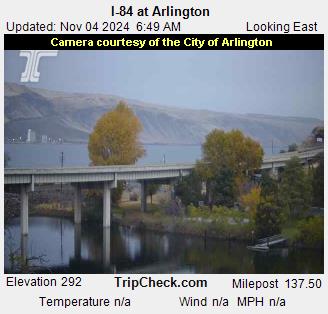 I-84 at Arlington
Updated: Nov 04 2024 6:49 AM Looking East
Camera courtesy of the City of Arlington
Elevation 292 TripCheck.com Milepost 137.50
Temperature n/a Wind n/a MPH n/a